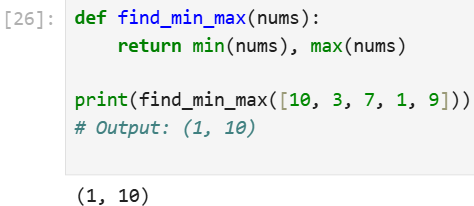 [26]: def find_min_max(nums):
    return min(nums), max(nums)

print(find_min_max([10, 3, 7, 1, 9]))
# Output: (1, 10)

(1, 10)